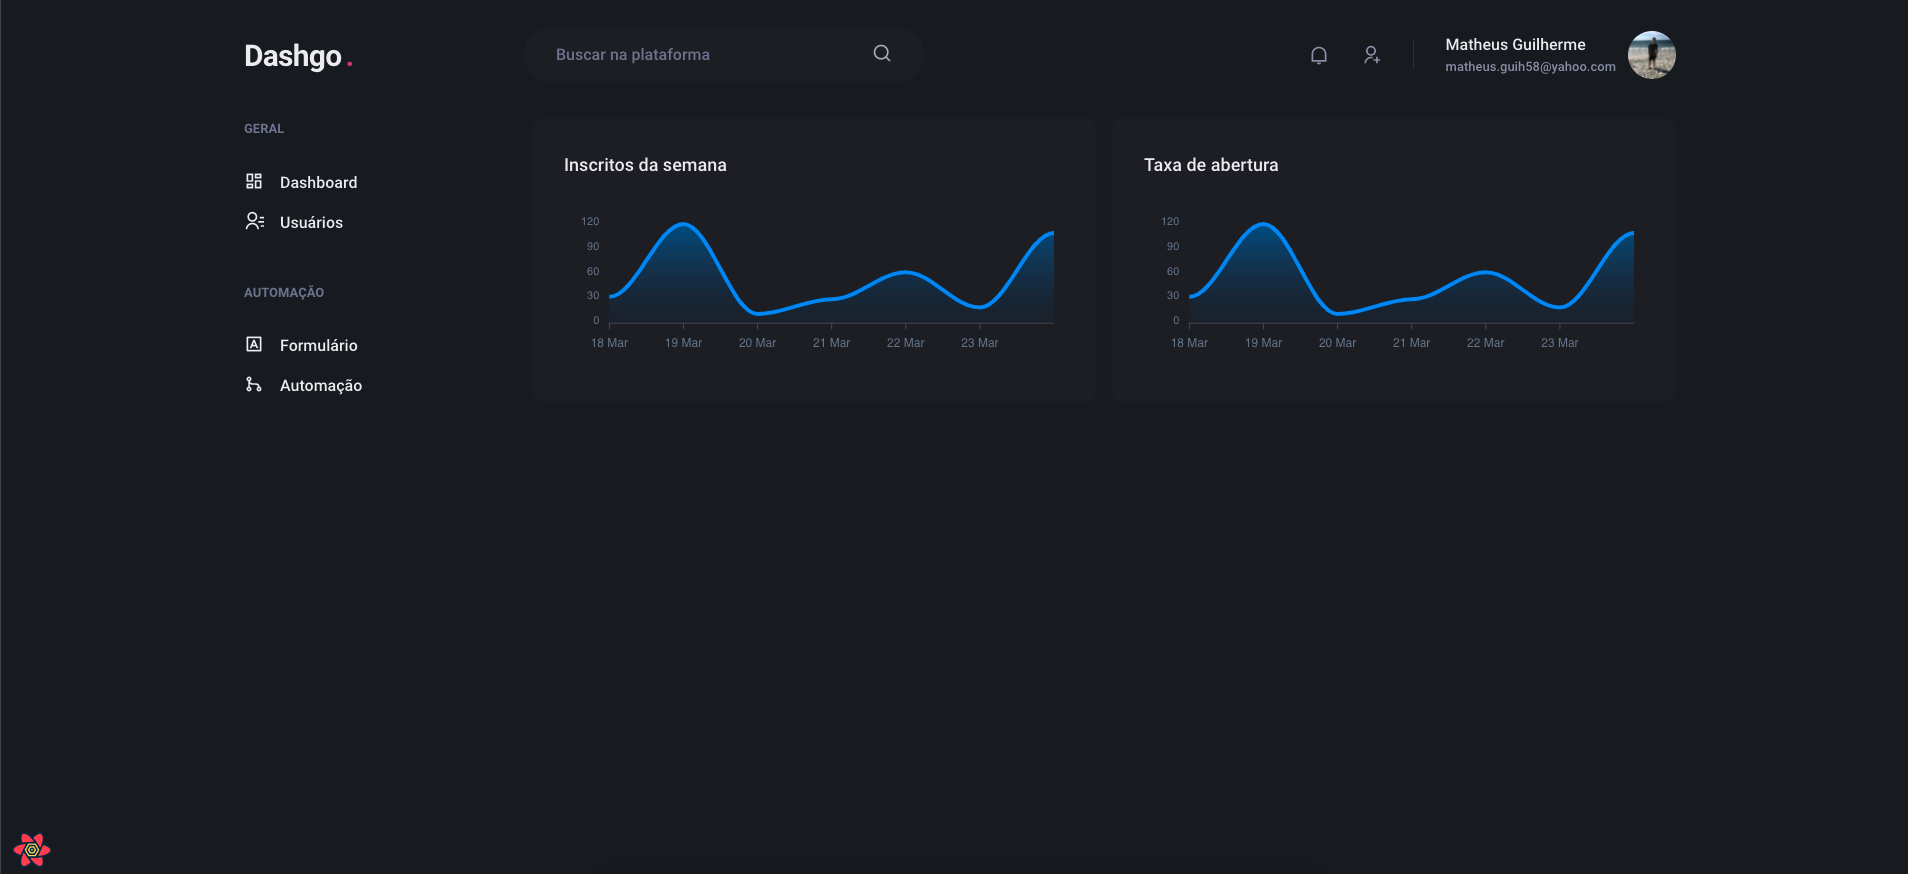 Dashgo.
Buscar na plataforma
Matheus Guilherme
matheus.guih58@yahoo.com
GERAL
Dashboard
Usuários
AUTOMAÇÃO
Formulário
Automação
Inscritos da semana
120
90
60
30
0
18 Mar 19 Mar 20 Mar 21 Mar 22 Mar 23 Mar
Taxa de abertura
120
90
60
30
0
18 Mar 19 Mar 20 Mar 21 Mar 22 Mar 23 Mar